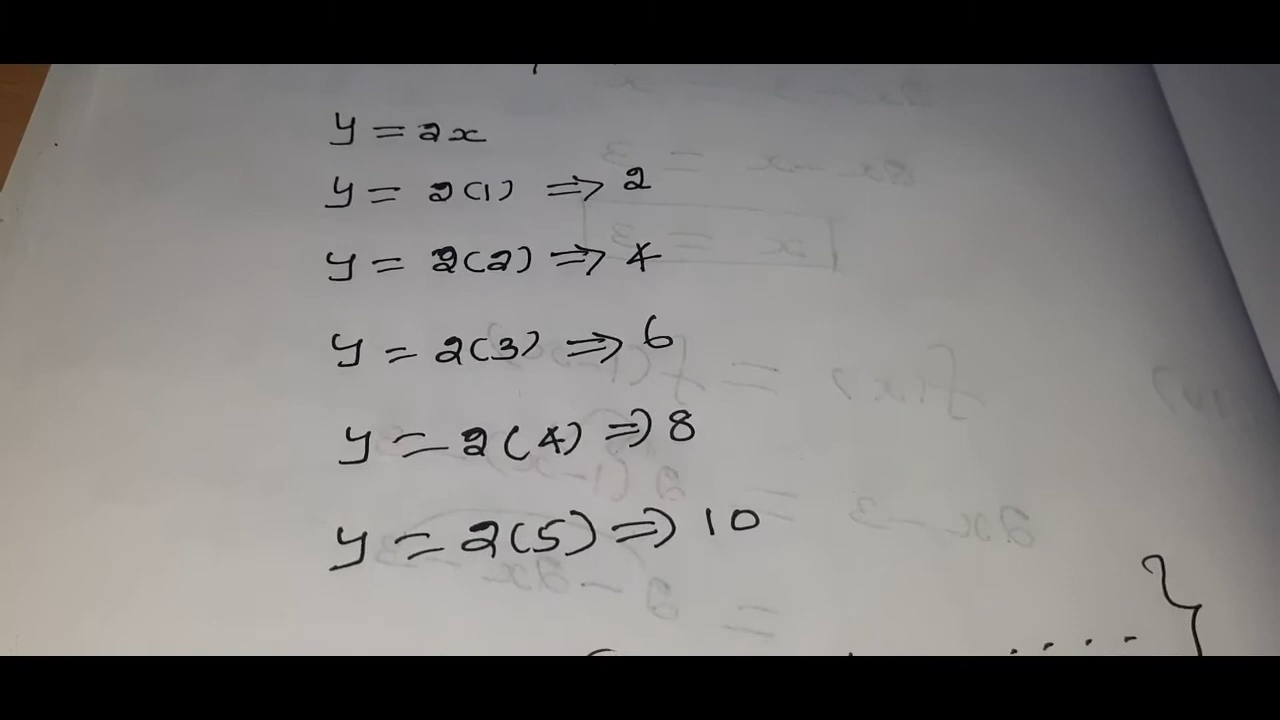 y = 2x
y = 2(1) ⇒ 2
y = 2(2) ⇒ 4
y = 2(3) ⇒ 6
y = 2(4) ⇒ 8
y = 2(5) ⇒ 10
.... }